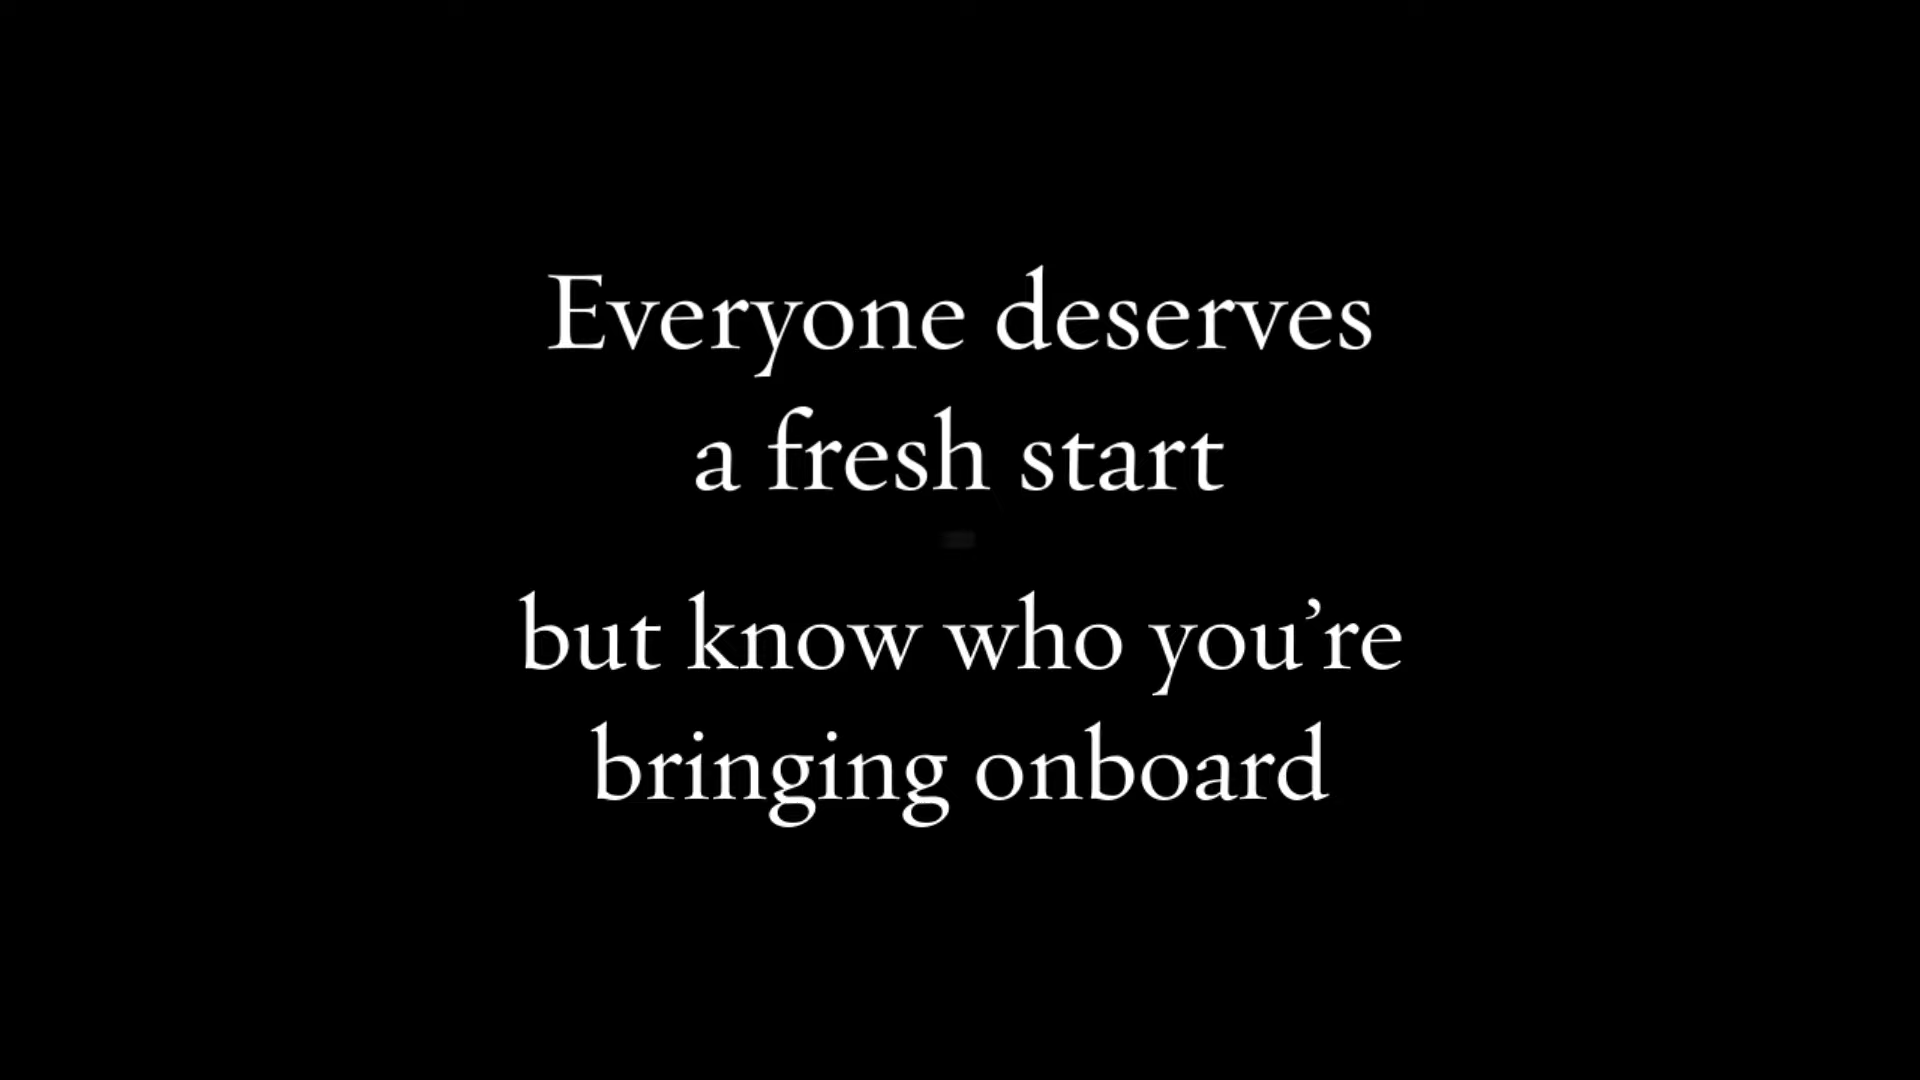 Everyone deserves
a fresh start
but know who you’re
bringing onboard